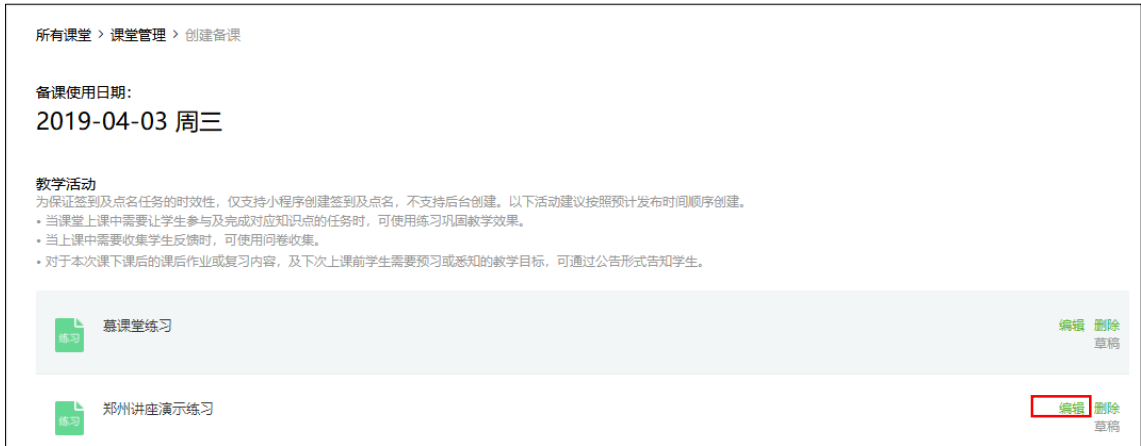 所有课堂 > 课堂管理 > 创建备课
备课使用日期:
2019-04-03 周三
教学活动
为保证签到及点名任务的时效性，仅支持小程序创建签到及点名，不支持后台创建。以下活动建议按照预计发布时间顺序创建。
• 当课堂上课中需要让学生参与及完成对应知识点的任务时，可使用练习巩固教学效果。
• 当上课中需要收集学生反馈时，可使用问卷收集。
• 对于本次课下课后的课后作业或复习内容，及下次上课前学生需要预习或悉知的教学目标，可通过公告形式告知学生。
练习 慕课堂练习 编辑 删除
草稿
练习 郑州讲座演示练习 编辑 删除
草稿